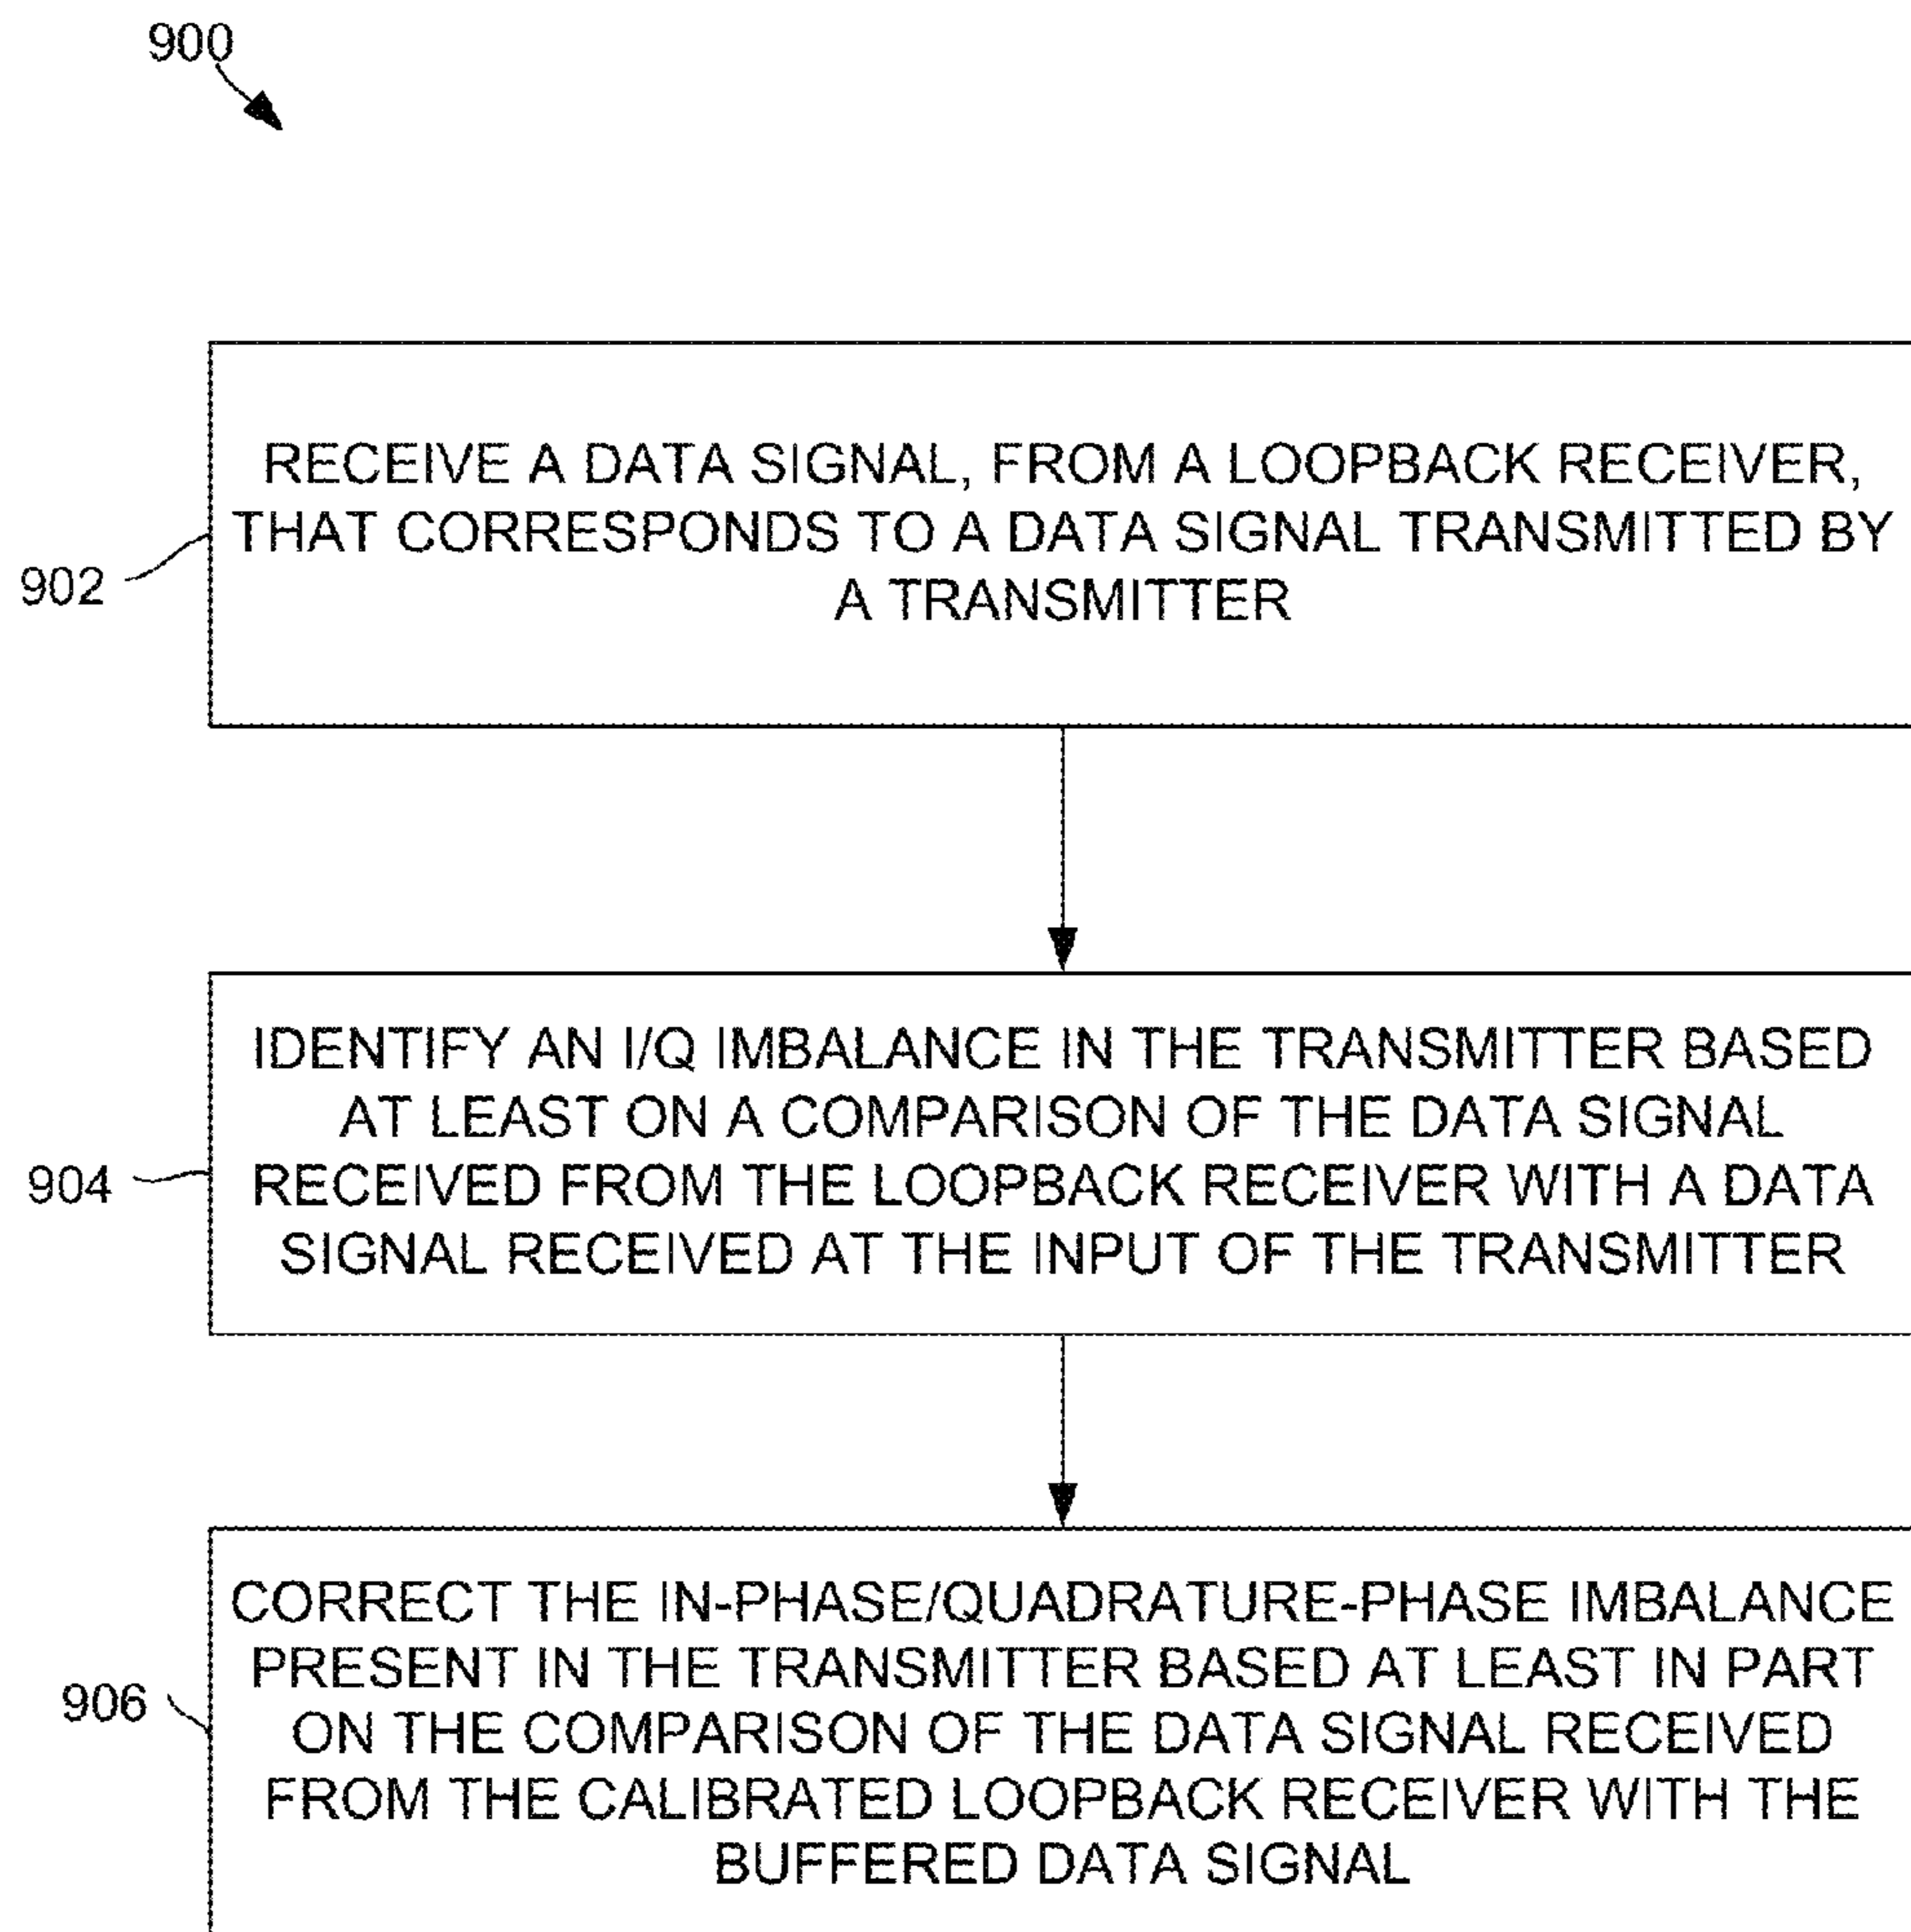 900
RECEIVE A DATA SIGNAL, FROM A LOOPBACK RECEIVER,
THAT CORRESPONDS TO A DATA SIGNAL TRANSMITTED BY
A TRANSMITTER
902
IDENTIFY AN I/Q IMBALANCE IN THE TRANSMITTER BASED
AT LEAST ON A COMPARISON OF THE DATA SIGNAL
RECEIVED FROM THE LOOPBACK RECEIVER WITH A DATA
SIGNAL RECEIVED AT THE INPUT OF THE TRANSMITTER
904
CORRECT THE IN-PHASE/QUADRATURE-PHASE IMBALANCE
PRESENT IN THE TRANSMITTER BASED AT LEAST IN PART
ON THE COMPARISON OF THE DATA SIGNAL RECEIVED
FROM THE CALIBRATED LOOPBACK RECEIVER WITH THE
BUFFERED DATA SIGNAL
906